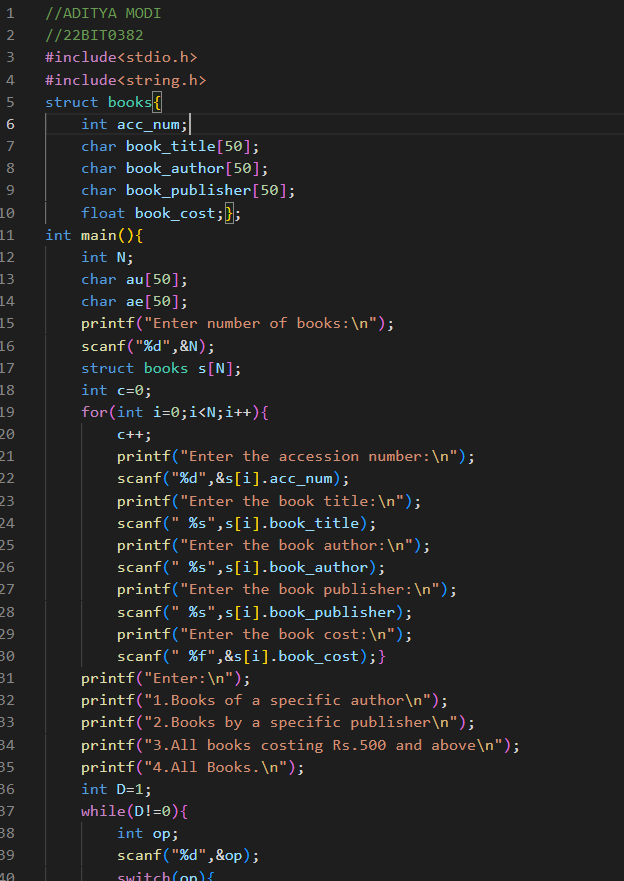 1 //ADITYA MODI
2 //22BIT0382
3 #include<stdio.h>
4 #include<string.h>
5 struct books{
6     int acc_num;
7     char book_title[50];
8     char book_author[50];
9     char book_publisher[50];
10     float book_cost;};
11 int main(){
12     int N;
13     char au[50];
14     char ae[50];
15     printf("Enter number of books:\n");
16     scanf("%d",&N);
17     struct books s[N];
18     int c=0;
19     for(int i=0;i<N;i++){
20         c++;
21         printf("Enter the accession number:\n");
22         scanf("%d",&s[i].acc_num);
23         printf("Enter the book title:\n");
24         scanf(" %s",s[i].book_title);
25         printf("Enter the book author:\n");
26         scanf(" %s",s[i].book_author);
27         printf("Enter the book publisher:\n");
28         scanf(" %s",s[i].book_publisher);
29         printf("Enter the book cost:\n");
30         scanf(" %f",&s[i].book_cost);}
31     printf("Enter:\n");
32     printf("1.Books of a specific author\n");
33     printf("2.Books by a specific publisher\n");
34     printf("3.All books costing Rs.500 and above\n");
35     printf("4.All Books.\n");
36     int D=1;
37     while(D!=0){
38         int op;
39         scanf("%d",&op);
40         switch(op){